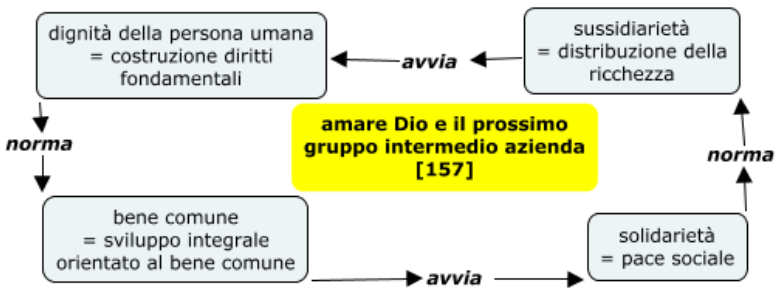 dignità della persona umana
= costruzione diritti
fondamentali
avvia
sussidiarietà
= distribuzione della
ricchezza
norma
amare Dio e il prossimo
gruppo intermedio azienda
[157]
norma
bene comune
= sviluppo integrale
orientato al bene comune
avvia
solidarietà
= pace sociale